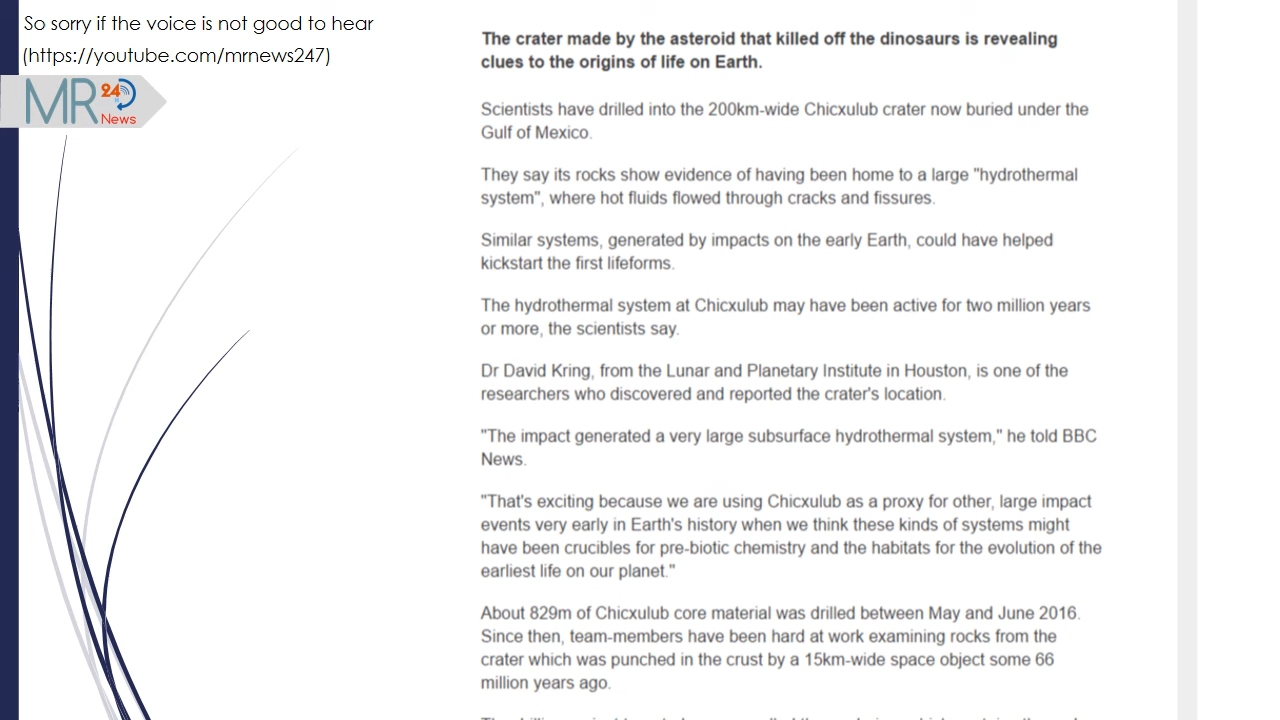 So sorry if the voice is not good to hear
(https://youtube.com/mrnews247)
MR 24
News
The crater made by the asteroid that killed off the dinosaurs is revealing
clues to the origins of life on Earth.
Scientists have drilled into the 200km-wide Chicxulub crater now buried under the
Gulf of Mexico.
They say its rocks show evidence of having been home to a large "hydrothermal
system", where hot fluids flowed through cracks and fissures.
Similar systems, generated by impacts on the early Earth, could have helped
kickstart the first lifeforms.
The hydrothermal system at Chicxulub may have been active for two million years
or more, the scientists say.
Dr David Kring, from the Lunar and Planetary Institute in Houston, is one of the
researchers who discovered and reported the crater's location.
"The impact generated a very large subsurface hydrothermal system," he told BBC
News.
"That's exciting because we are using Chicxulub as a proxy for other, large impact
events very early in Earth's history when we think these kinds of systems might
have been crucibles for pre-biotic chemistry and the habitats for the evolution of the
earliest life on our planet."
About 829m of Chicxulub core material was drilled between May and June 2016.
Since then, team-members have been hard at work examining rocks from the
crater which was punched in the crust by a 15km-wide space object some 66
million years ago.